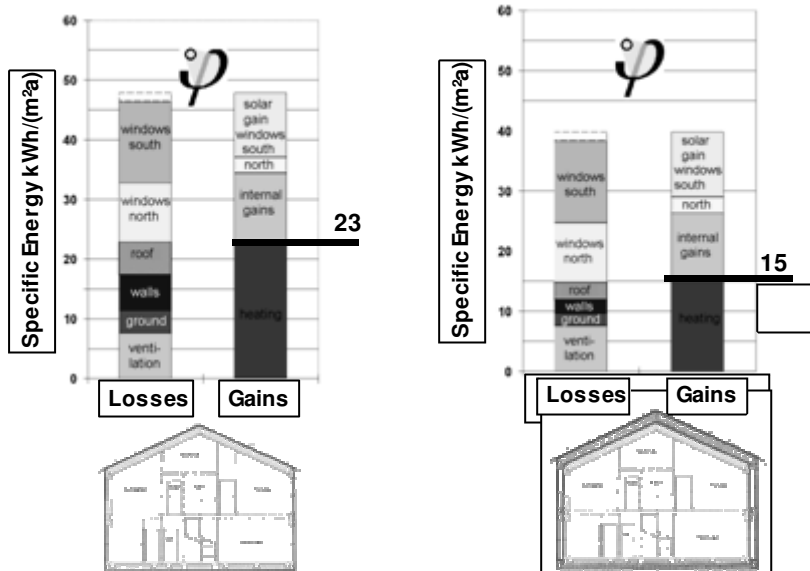 60
50
40
30
20
10
0
Specific Energy kWh/(m²a)
φ
windows
south
windows
north
roof
walls
ground
venti-
lation
solar
gain
windows
south
north
internal
gains
heating
23
Losses
Gains
60
50
40
30
20
10
0
Specific Energy kWh/(m²a)
φ
windows
south
windows
north
roof
walls
ground
venti-
lation
solar
gain
windows
south
north
internal
gains
heating
15
Losses
Gains